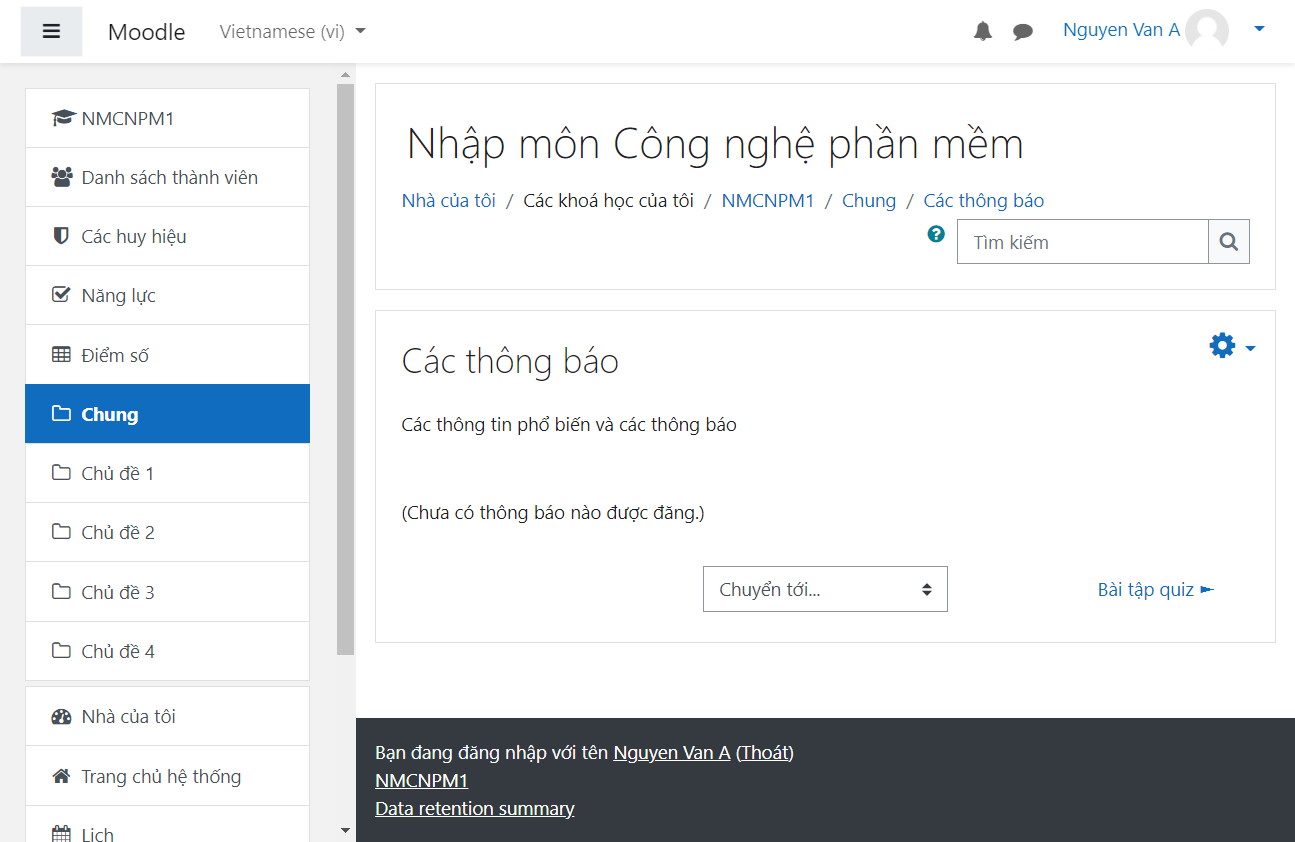 Moodle Vietnamese (vi) Nguyen Van A
NMCNPM1
Danh sách thành viên
Các huy hiệu
Năng lực
Điểm số
Chung
Chủ đề 1
Chủ đề 2
Chủ đề 3
Chủ đề 4
Nhà của tôi
Trang chủ hệ thống
Lịch
Nhập môn Công nghệ phần mềm
Nhà của tôi / Các khoá học của tôi / NMCNPM1 / Chung / Các thông báo
Tìm kiếm
Các thông báo
Các thông tin phổ biến và các thông báo
(Chưa có thông báo nào được đăng.)
Chuyển tới... Bài tập quiz ►
Bạn đang đăng nhập với tên Nguyen Van A (Thoát)
NMCNPM1
Data retention summary